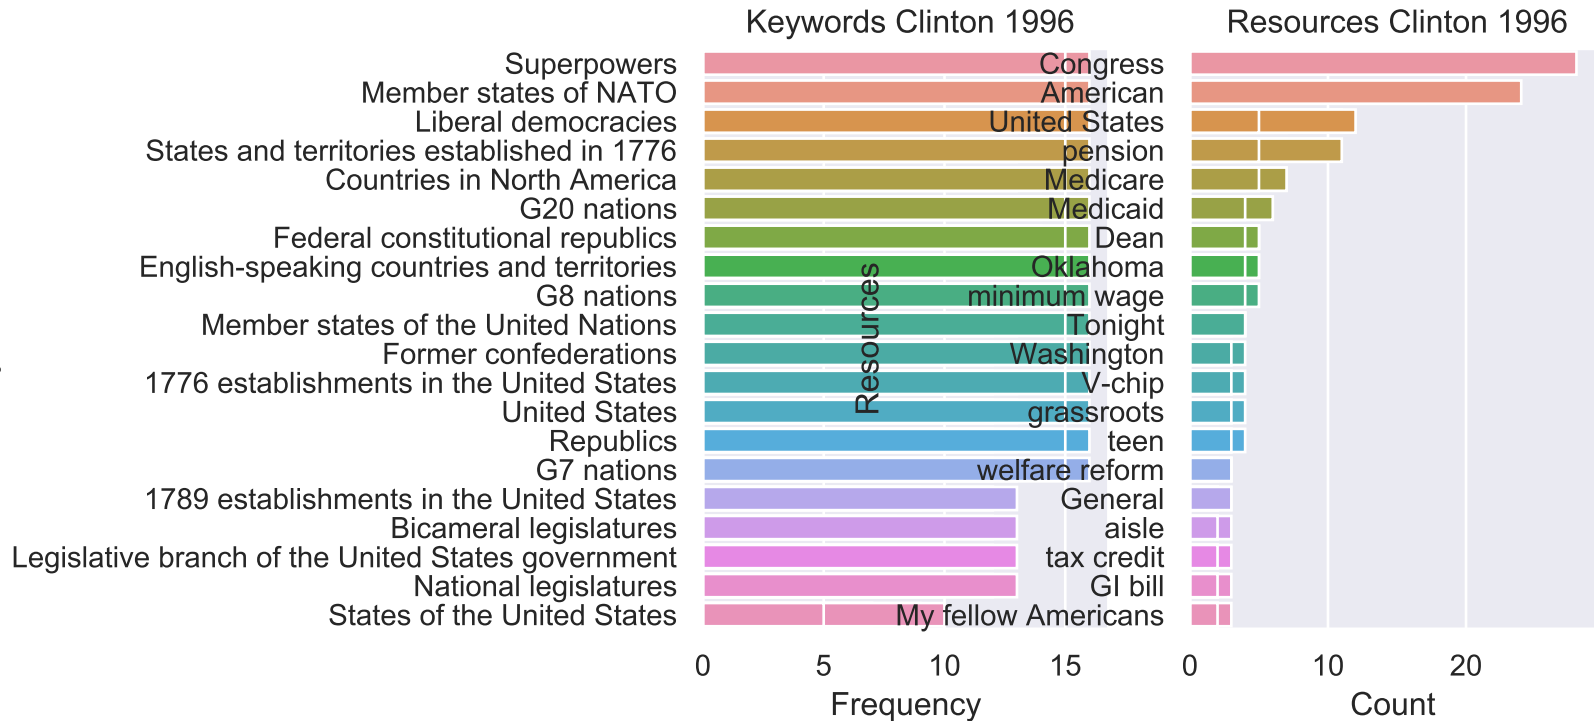 Keywords Clinton 1996
Resources Clinton 1996
Superpowers
Member states of NATO
Liberal democracies
States and territories established in 1776
Countries in North America
G20 nations
Federal constitutional republics
English-speaking countries and territories
G8 nations
Member states of the United Nations
Former confederations
1776 establishments in the United States
United States
Republics
G7 nations
1789 establishments in the United States
Bicameral legislatures
Legislative branch of the United States government
National legislatures
States of the United States
0 5 10 15
Frequency
Resources
Congress
American
United States
pension
Medicare
Medicaid
Dean
Oklahoma
minimum wage
Tonight
Washington
V-chip
grassroots
teen
welfare reform
General
aisle
tax credit
GI bill
My fellow Americans
0 10 20
Count